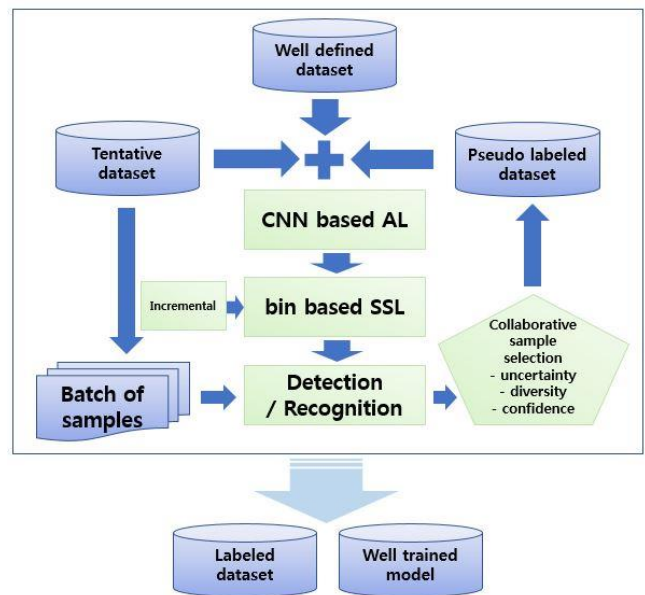 Well defined
dataset
Tentative
dataset
Pseudo labeled
dataset
CNN based AL
Incremental
bin based SSL
Collaborative
sample
selection
- uncertainty
- diversity
- confidence
Batch of
samples
Detection
/ Recognition
Labeled
dataset
Well trained
model